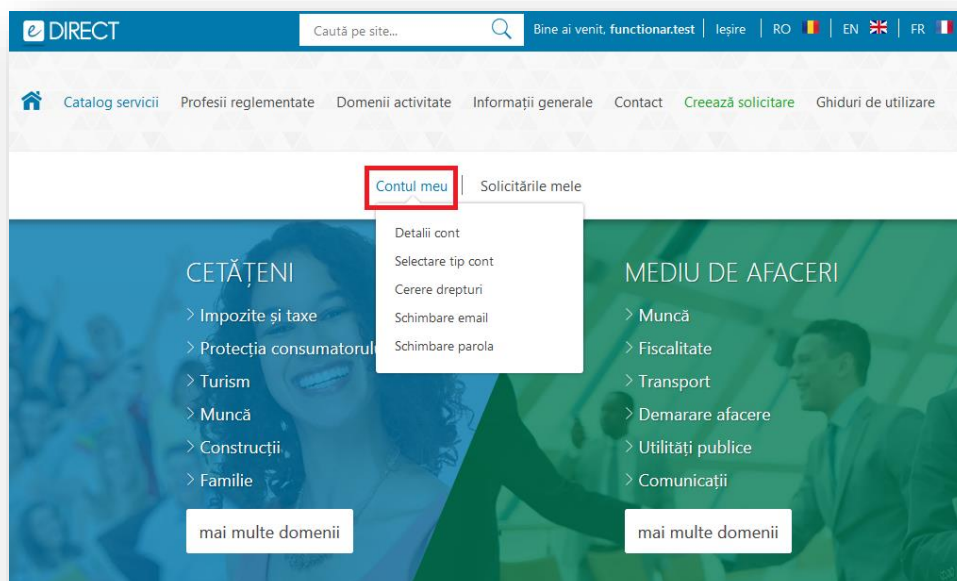 e DIRECT
Caută pe site...
Bine ai venit, functionar.test | Ieșire | RO | EN | FR
Catalog servicii Profesii reglementate Domenii activitate Informații generale Contact Creează solicitare Ghiduri de utilizare
Contul meu | Solicitările mele
Detalii cont
Selectare tip cont
Cerere drepturi
Schimbare email
Schimbare parola
CETĂȚENI
> Impozite și taxe
> Protecția consumatorul
> Turism
> Muncă
> Construcții
> Familie
mai multe domenii
MEDIU DE AFACERI
> Muncă
> Fiscalitate
> Transport
> Demarare afacere
> Utilități publice
> Comunicații
mai multe domenii